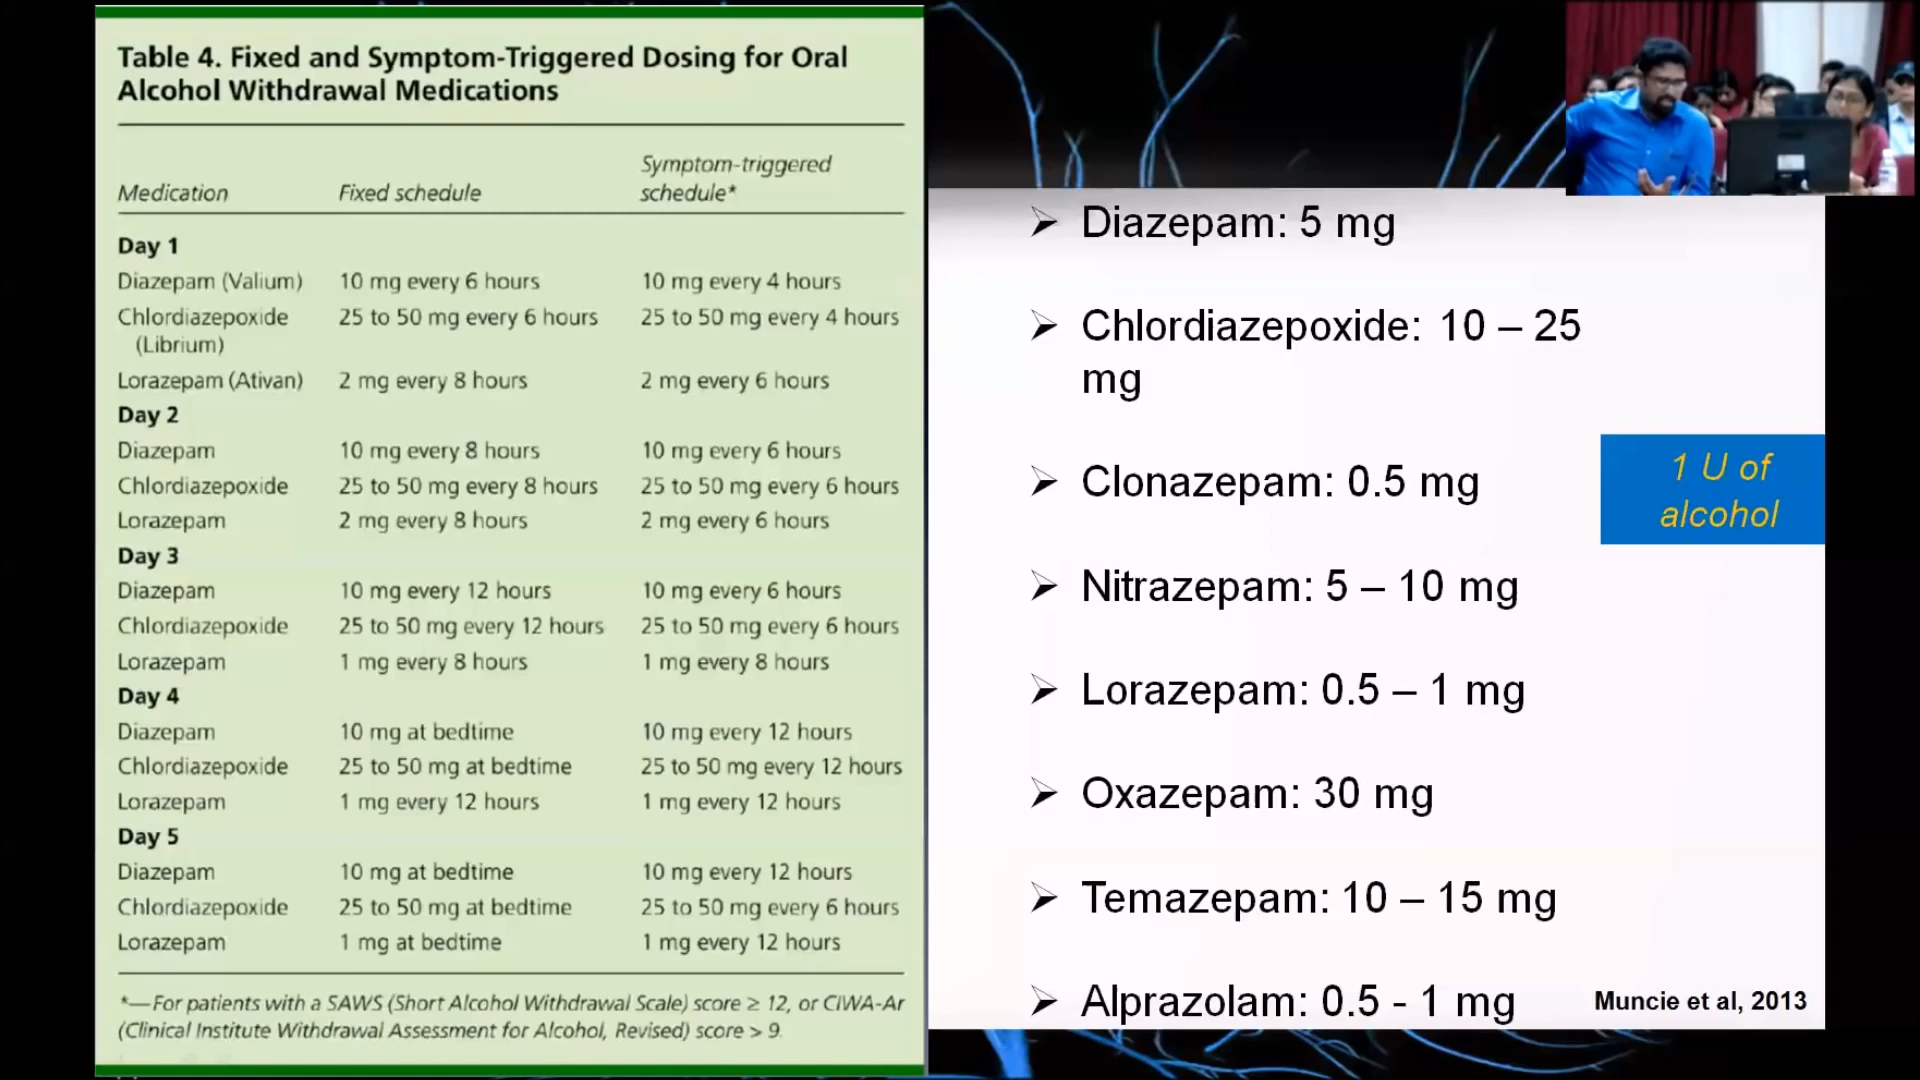 Table 4. Fixed and Symptom-Triggered Dosing for Oral
Alcohol Withdrawal Medications
Symptom-triggered
Medication Fixed schedule schedule*
Day 1
Diazepam (Valium) 10 mg every 6 hours 10 mg every 4 hours
Chlordiazepoxide 25 to 50 mg every 6 hours 25 to 50 mg every 4 hours
(Librium)
Lorazepam (Ativan) 2 mg every 8 hours 2 mg every 6 hours
Day 2
Diazepam 10 mg every 8 hours 10 mg every 6 hours
Chlordiazepoxide 25 to 50 mg every 8 hours 25 to 50 mg every 6 hours
Lorazepam 2 mg every 8 hours 2 mg every 6 hours
Day 3
Diazepam 10 mg every 12 hours 10 mg every 6 hours
Chlordiazepoxide 25 to 50 mg every 12 hours 25 to 50 mg every 6 hours
Lorazepam 1 mg every 8 hours 1 mg every 8 hours
Day 4
Diazepam 10 mg at bedtime 10 mg every 12 hours
Chlordiazepoxide 25 to 50 mg at bedtime 25 to 50 mg every 12 hours
Lorazepam 1 mg every 12 hours 1 mg every 12 hours
Day 5
Diazepam 10 mg at bedtime 10 mg every 12 hours
Chlordiazepoxide 25 to 50 mg at bedtime 25 to 50 mg every 6 hours
Lorazepam 1 mg at bedtime 1 mg every 12 hours
*—For patients with a SAWS (Short Alcohol Withdrawal Scale) score ≥ 12, or CIWA-Ar
(Clinical Institute Withdrawal Assessment for Alcohol, Revised) score > 9.
➢ Diazepam: 5 mg
➢ Chlordiazepoxide: 10 – 25
mg
➢ Clonazepam: 0.5 mg
➢ Nitrazepam: 5 – 10 mg
➢ Lorazepam: 0.5 – 1 mg
➢ Oxazepam: 30 mg
➢ Temazepam: 10 – 15 mg
➢ Alprazolam: 0.5 - 1 mg
1 U of
alcohol
Muncie et al, 2013